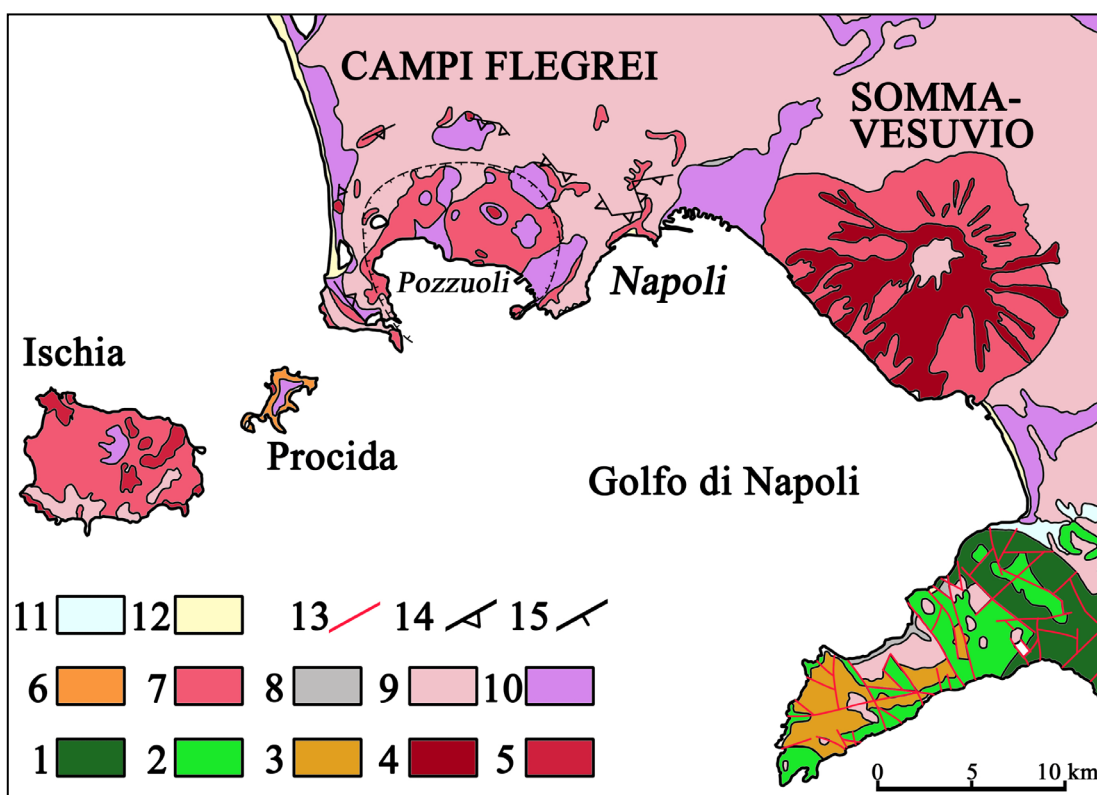 CAMPI FLEGREI
SOMMA-
VESUVIO
Pozzuoli
Napoli
Ischia
Procida
Golfo di Napoli
11 12 13 14 15
6 7 8 9 10
1 2 3 4 5
0 5 10 km